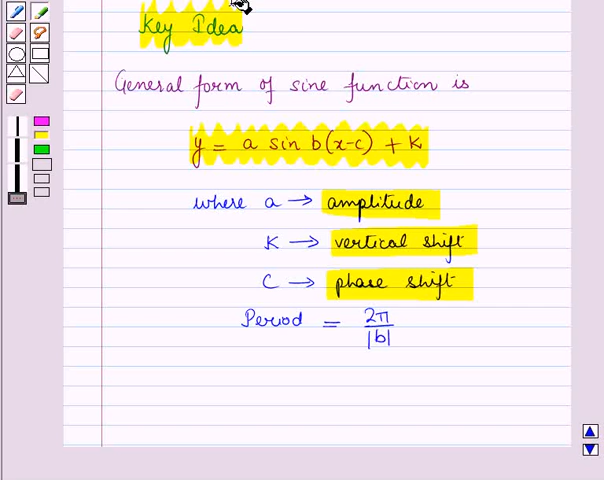 Key Idea
General form of sine function is
y = a sin b(x-c) + K
where a → amplitude
K → vertical shift
C → phase shift
Period = 2π / |b|